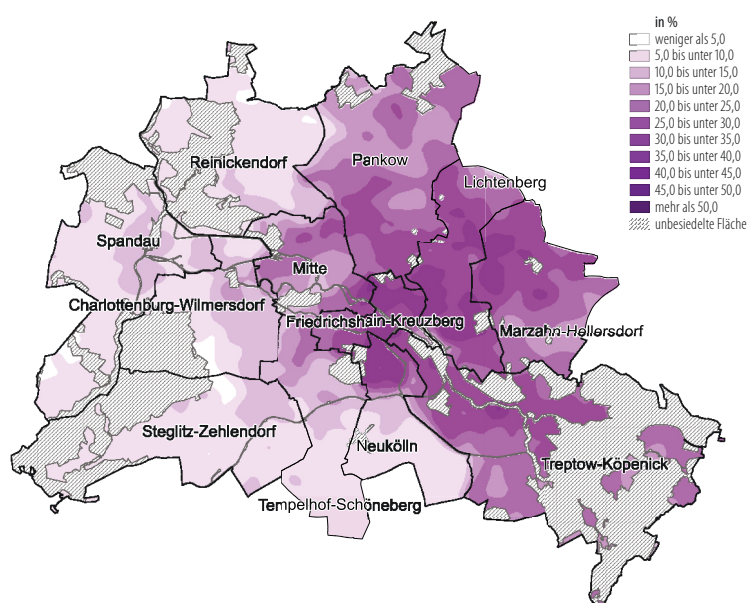 in %
weniger als 5,0
5,0 bis unter 10,0
10,0 bis unter 15,0
15,0 bis unter 20,0
20,0 bis unter 25,0
25,0 bis unter 30,0
30,0 bis unter 35,0
35,0 bis unter 40,0
40,0 bis unter 45,0
45,0 bis unter 50,0
mehr als 50,0
unbesiedelte Fläche
Reinickendorf
Pankow
Lichtenberg
Spandau
Mitte
Charlottenburg-Wilmersdorf
Friedrichshain-Kreuzberg
Marzahn-Hellersdorf
Steglitz-Zehlendorf
Neukölln
Treptow-Köpenick
Tempelhof-Schöneberg